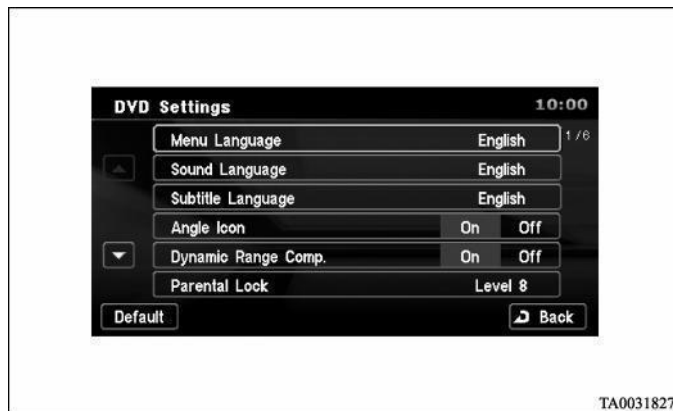 DVD Settings 10:00
Menu Language English 1/6
Sound Language English
Subtitle Language English
Angle Icon On Off
Dynamic Range Comp. On Off
Parental Lock Level 8
Default Back
TA0031827